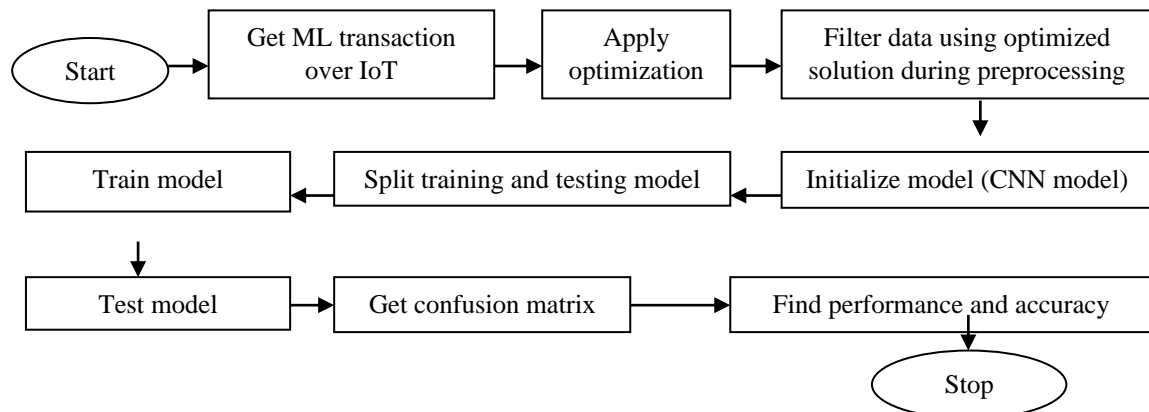 Start
Get ML transaction
over IoT
Apply
optimization
Filter data using optimized
solution during preprocessing
Initialize model (CNN model)
Split training and testing model
Train model
Test model
Get confusion matrix
Find performance and accuracy
Stop